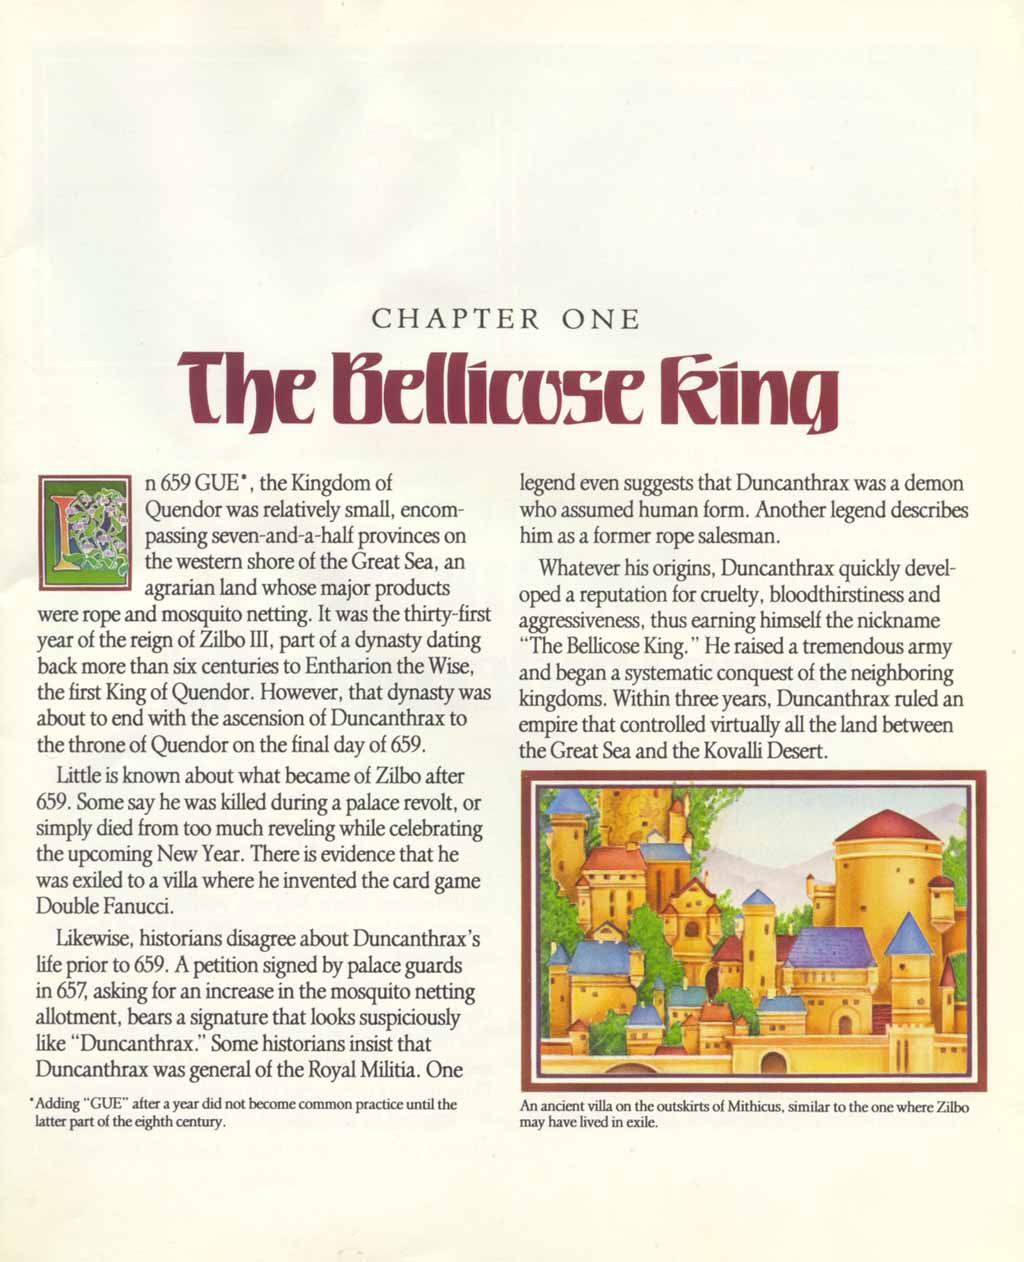 CHAPTER ONE
The Bellicose King
In 659 GUE*, the Kingdom of
Quendor was relatively small, encom-
passing seven-and-a-half provinces on
the western shore of the Great Sea, an
agrarian land whose major products
were rope and mosquito netting. It was the thirty-first
year of the reign of Zilbo III, part of a dynasty dating
back more than six centuries to Entharion the Wise,
the first King of Quendor. However, that dynasty was
about to end with the ascension of Duncanthrax to
the throne of Quendor on the final day of 659.
Little is known about what became of Zilbo after
659. Some say he was killed during a palace revolt, or
simply died from too much reveling while celebrating
the upcoming New Year. There is evidence that he
was exiled to a villa where he invented the card game
Double Fanucci.
Likewise, historians disagree about Duncanthrax's
life prior to 659. A petition signed by palace guards
in 657, asking for an increase in the mosquito netting
allotment, bears a signature that looks suspiciously
like "Duncanthrax." Some historians insist that
Duncanthrax was general of the Royal Militia. One
*Adding "GUE" after a year did not become common practice until the
latter part of the eighth century.
legend even suggests that Duncanthrax was a demon
who assumed human form. Another legend describes
him as a former rope salesman.
Whatever his origins, Duncanthrax quickly devel-
oped a reputation for cruelty, bloodthirstiness and
aggressiveness, thus earning himself the nickname
"The Bellicose King." He raised a tremendous army
and began a systematic conquest of the neighboring
kingdoms. Within three years, Duncanthrax ruled an
empire that controlled virtually all the land between
the Great Sea and the Kovalli Desert.
An ancient villa on the outskirts of Mithicus, similar to the one where Zilbo
may have lived in exile.